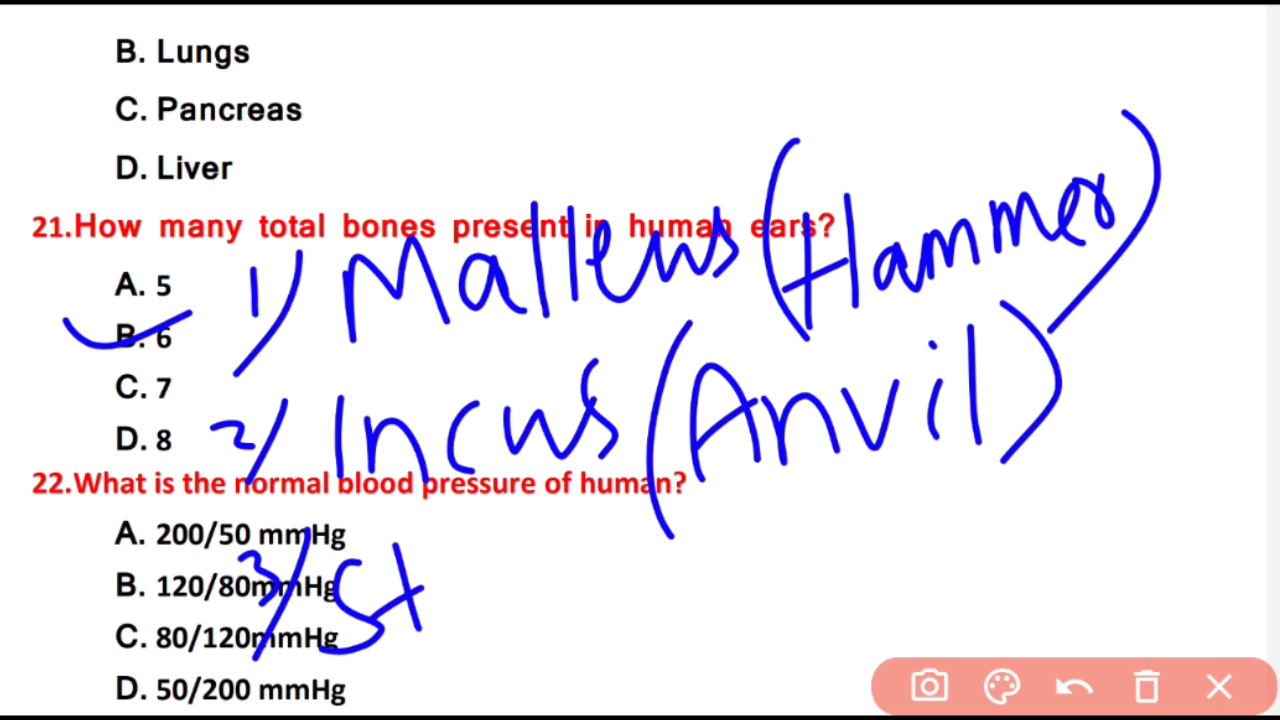 B. Lungs
C. Pancreas
D. Liver
21.How many total bones present in human ears?
A. 5
1) Malleus (Hammer)
B. 6
C. 7
2) Incus (Anvil)
D. 8
22.What is the normal blood pressure of human?
A. 200/50 mmHg
B. 120/80mmHg
3) St
C. 80/120mmHg
D. 50/200 mmHg